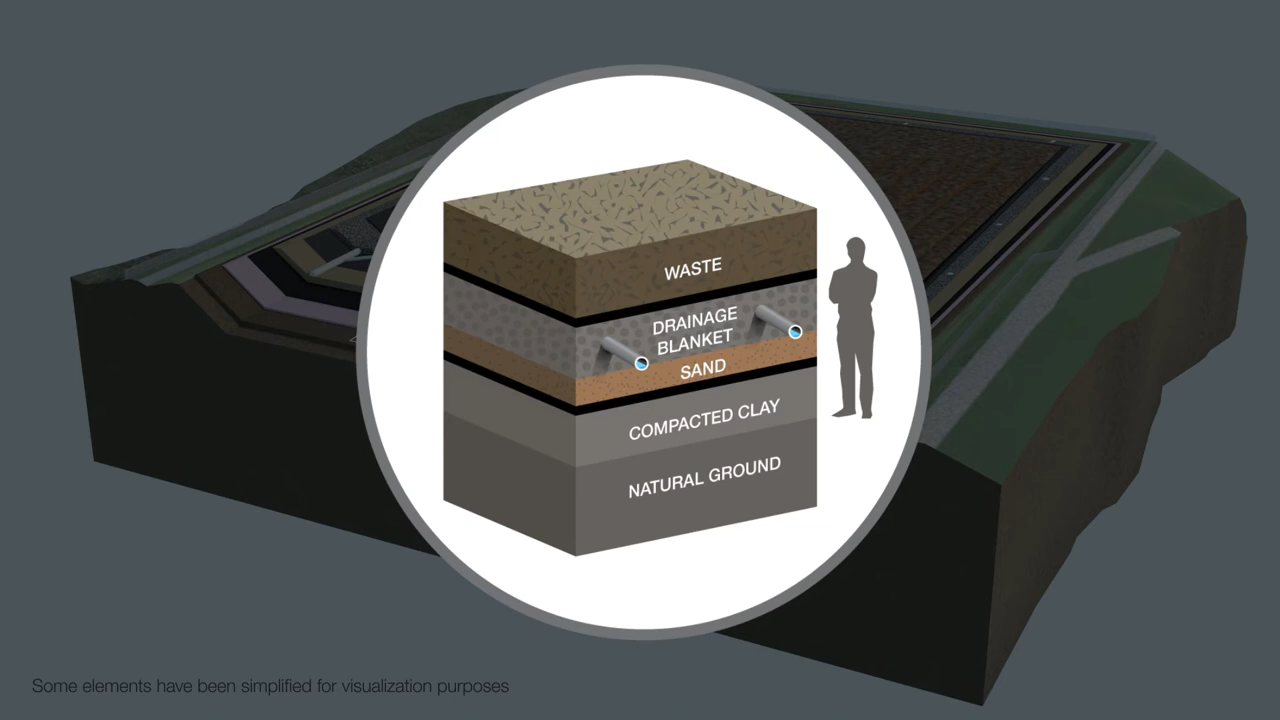 WASTE
DRAINAGE
BLANKET
SAND
COMPACTED CLAY
NATURAL GROUND
Some elements have been simplified for visualization purposes